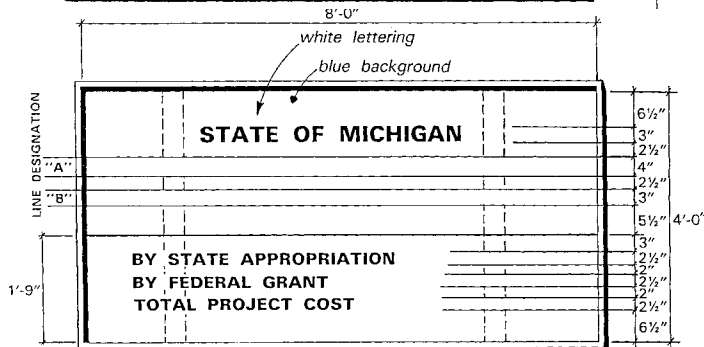 8'-0"
white lettering
blue background
LINE DESIGNATION
STATE OF MICHIGAN
"A"
"B"
6½"
3"
2½"
4"
2½"
3"
5½"
4'-0"
3"
2½"
2"
2½"
2"
2½"
6½"
1'-9"
BY STATE APPROPRIATION
BY FEDERAL GRANT
TOTAL PROJECT COST